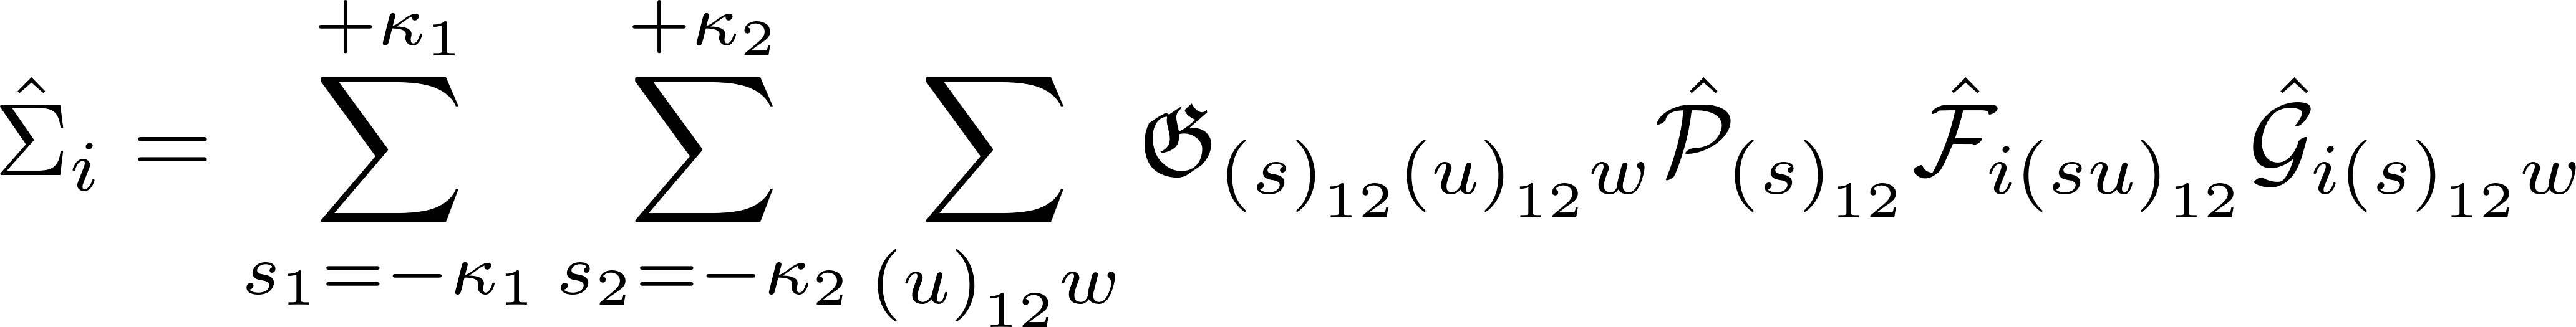 \hat{\Sigma}_i = \sum_{s_1=-\kappa_1}^{+\kappa_1} \sum_{s_2=-\kappa_2}^{+\kappa_2} \sum_{(u)_{12} w} \mathfrak{G}_{(s)_{12}(u)_{12} w} \hat{\mathcal{P}}_{(s)_{12}} \hat{\mathcal{F}}_{i(su)_{12}} \hat{\mathcal{G}}_{i(s)_{12} w}